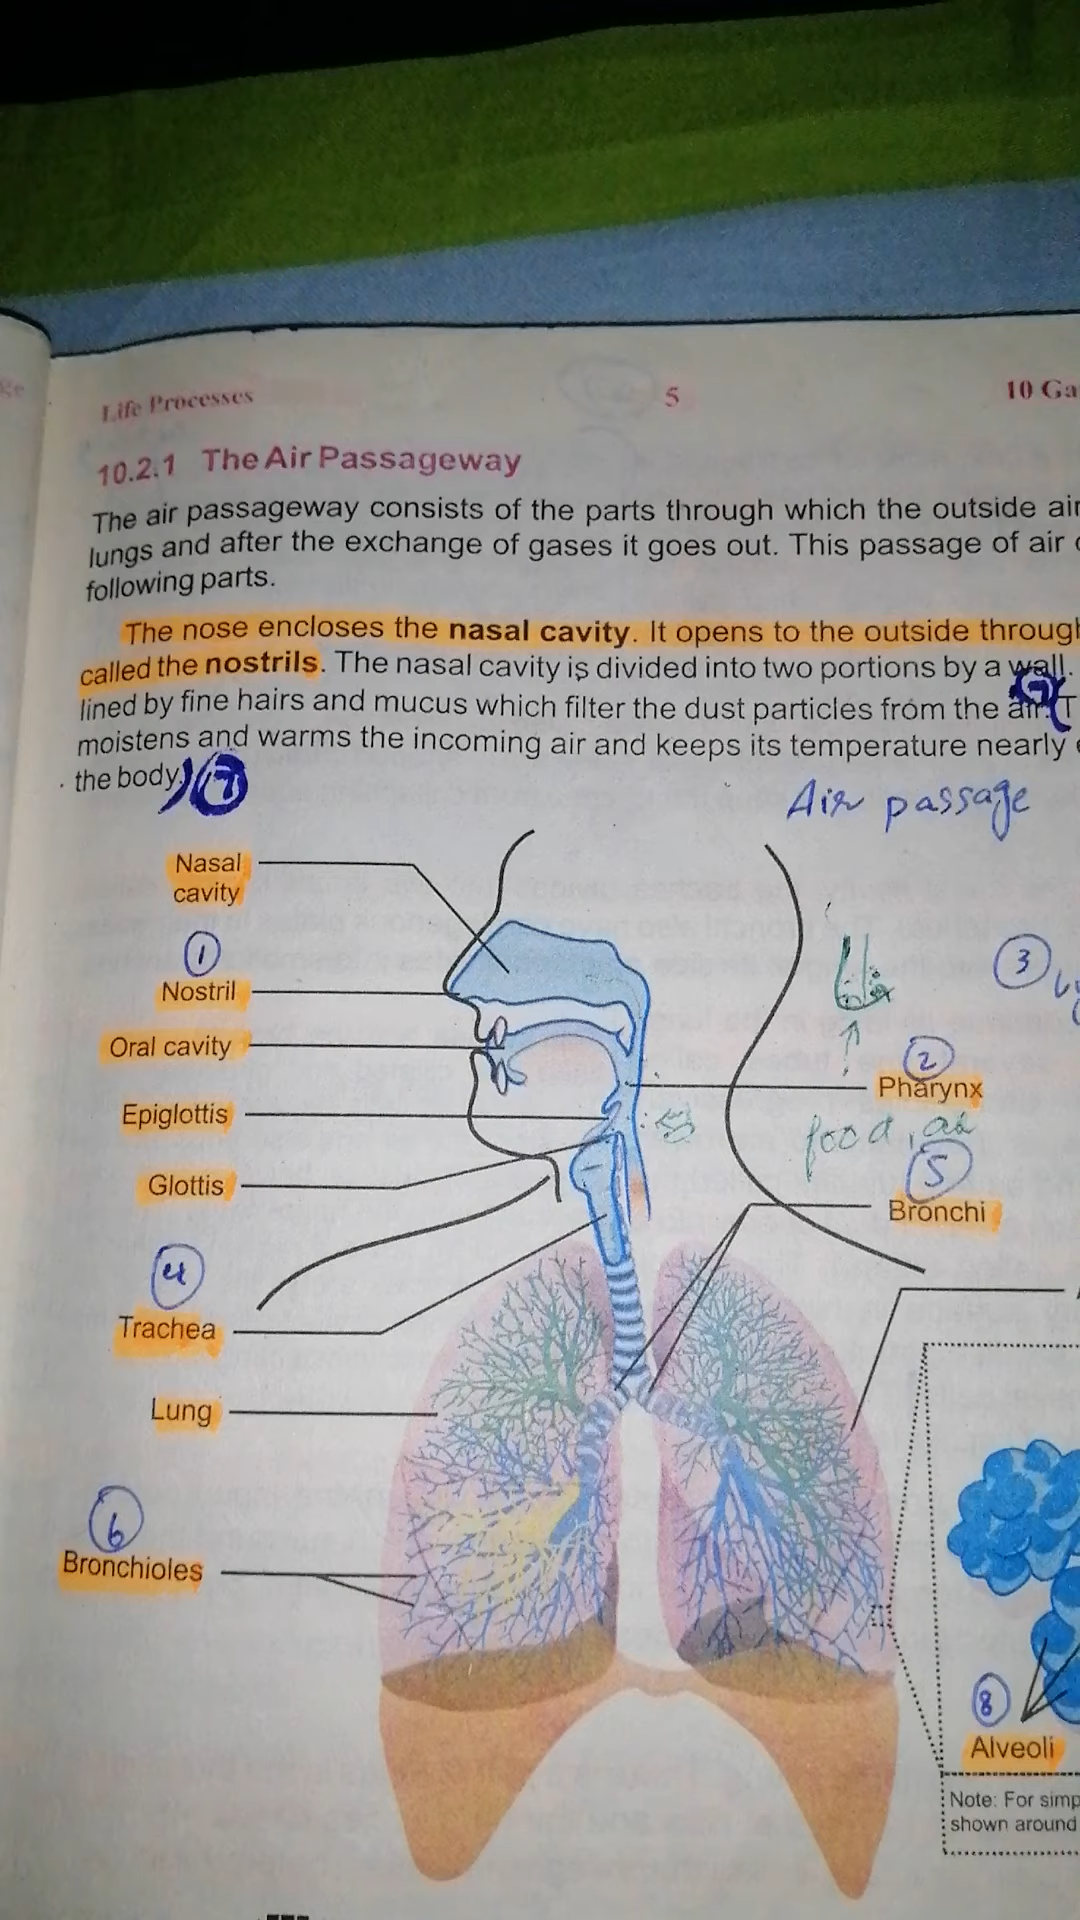 Life Processes 5 10 Ga
10.2.1 The Air Passageway
The air passageway consists of the parts through which the outside air
lungs and after the exchange of gases it goes out. This passage of air
following parts.
The nose encloses the nasal cavity. It opens to the outside through
called the nostrils. The nasal cavity is divided into two portions by a wall.
lined by fine hairs and mucus which filter the dust particles from the air. T
moistens and warms the incoming air and keeps its temperature nearly e
the body. 7
Air passage
Nasal
cavity
1
Nostril
3
Oral cavity
2
Pharynx
Epiglottis
food, air
5
Glottis
Bronchi
4
Trachea
Lung
6
Bronchioles
8
Alveoli
Note: For simp
shown around